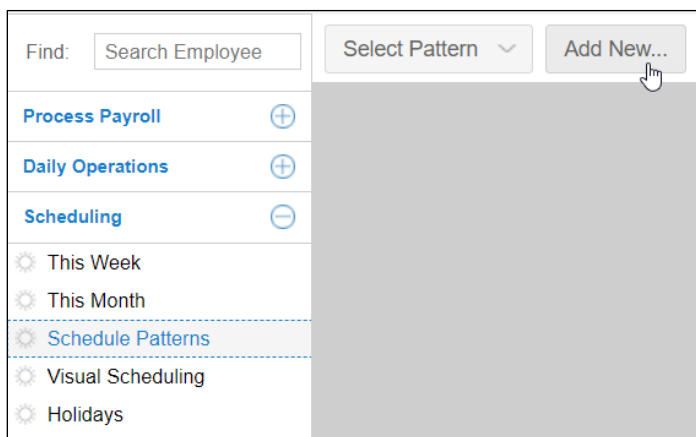 Find:
Search Employee
Select Pattern
Add New...
Process Payroll
Daily Operations
Scheduling
This Week
This Month
Schedule Patterns
Visual Scheduling
Holidays